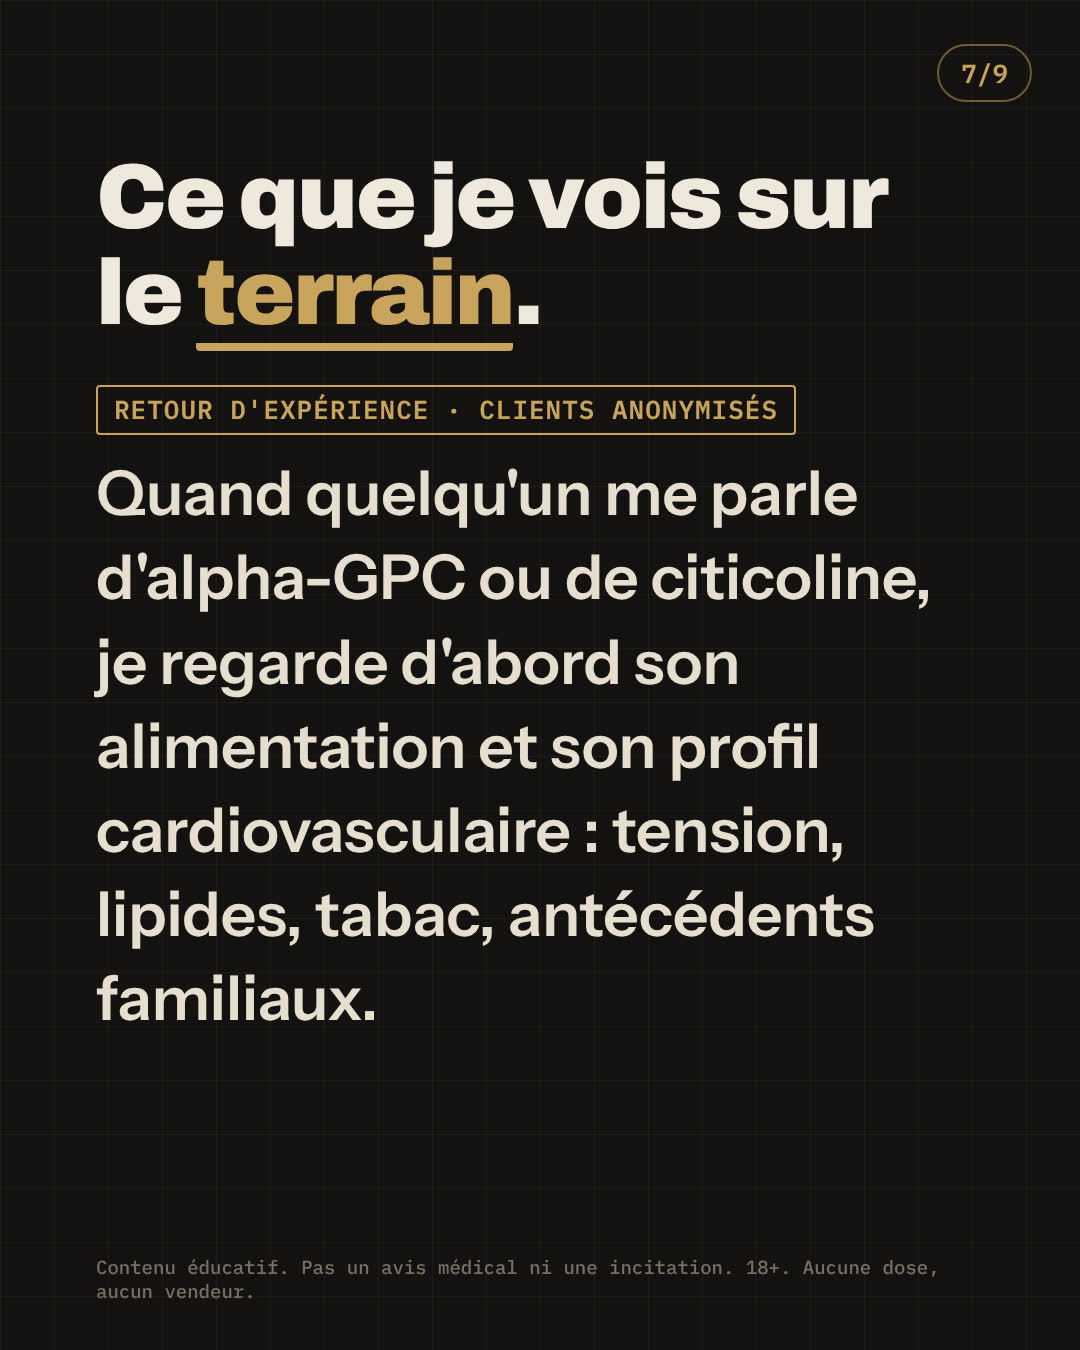 7/9
Ce que je vois sur
le terrain.
RETOUR D'EXPÉRIENCE · CLIENTS ANONYMISÉS
Quand quelqu'un me parle
d'alpha-GPC ou de citicoline,
je regarde d'abord son
alimentation et son profil
cardiovasculaire : tension,
lipides, tabac, antécédents
familiaux.
Contenu éducatif. Pas un avis médical ni une incitation. 18+. Aucune dose,
aucun vendeur.